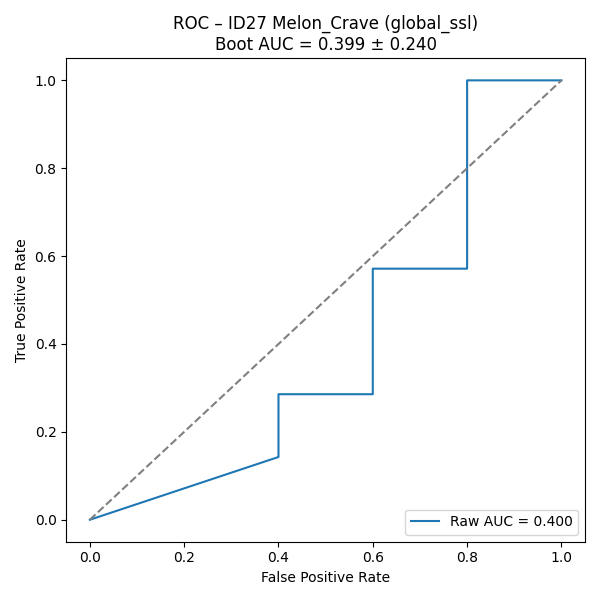 ROC – ID27 Melon_Crave (global_ssl)
Boot AUC = 0.399 ± 0.240
True Positive Rate
1.0
0.8
0.6
0.4
0.2
0.0
Raw AUC = 0.400
0.0 0.2 0.4 0.6 0.8 1.0
False Positive Rate